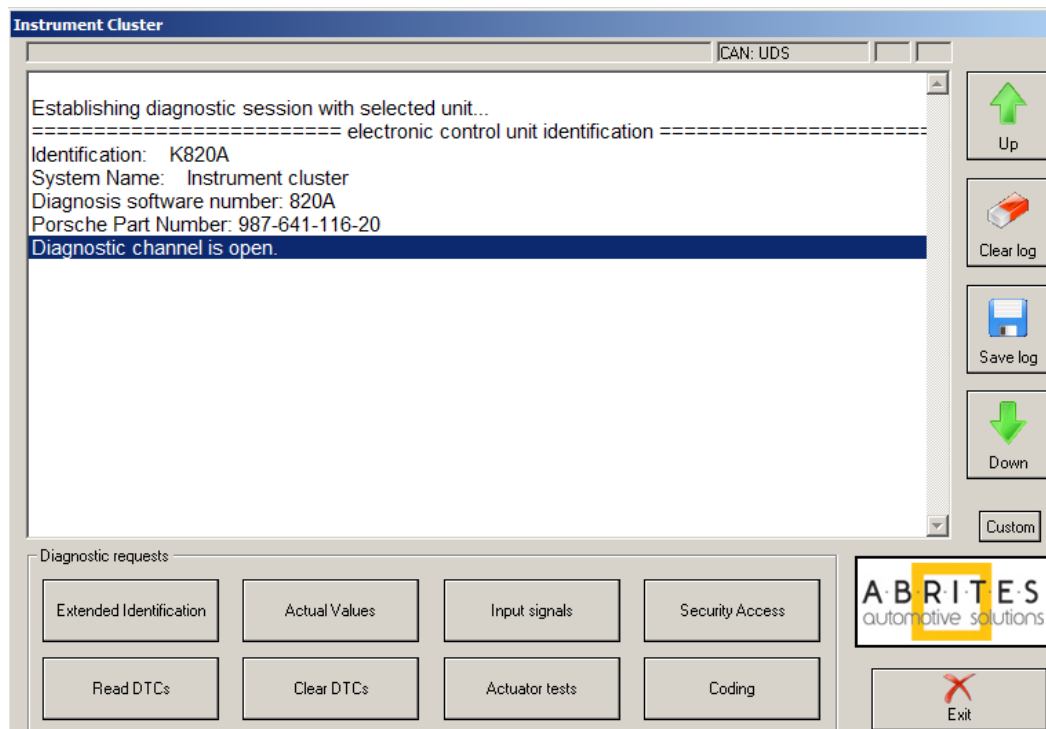 Instrument Cluster
CAN: UDS
Establishing diagnostic session with selected unit...
=========================== electronic control unit identification ======================
Identification: K820A
System Name: Instrument cluster
Diagnosis software number: 820A
Porsche Part Number: 987-641-116-20
Diagnostic channel is open.
Up
Clear log
Save log
Down
Custom
Diagnostic requests
Extended Identification
Actual Values
Input signals
Security Access
Read DTCs
Clear DTCs
Actuator tests
Coding
A·B·R·I·T·E·S
automotive solutions
Exit